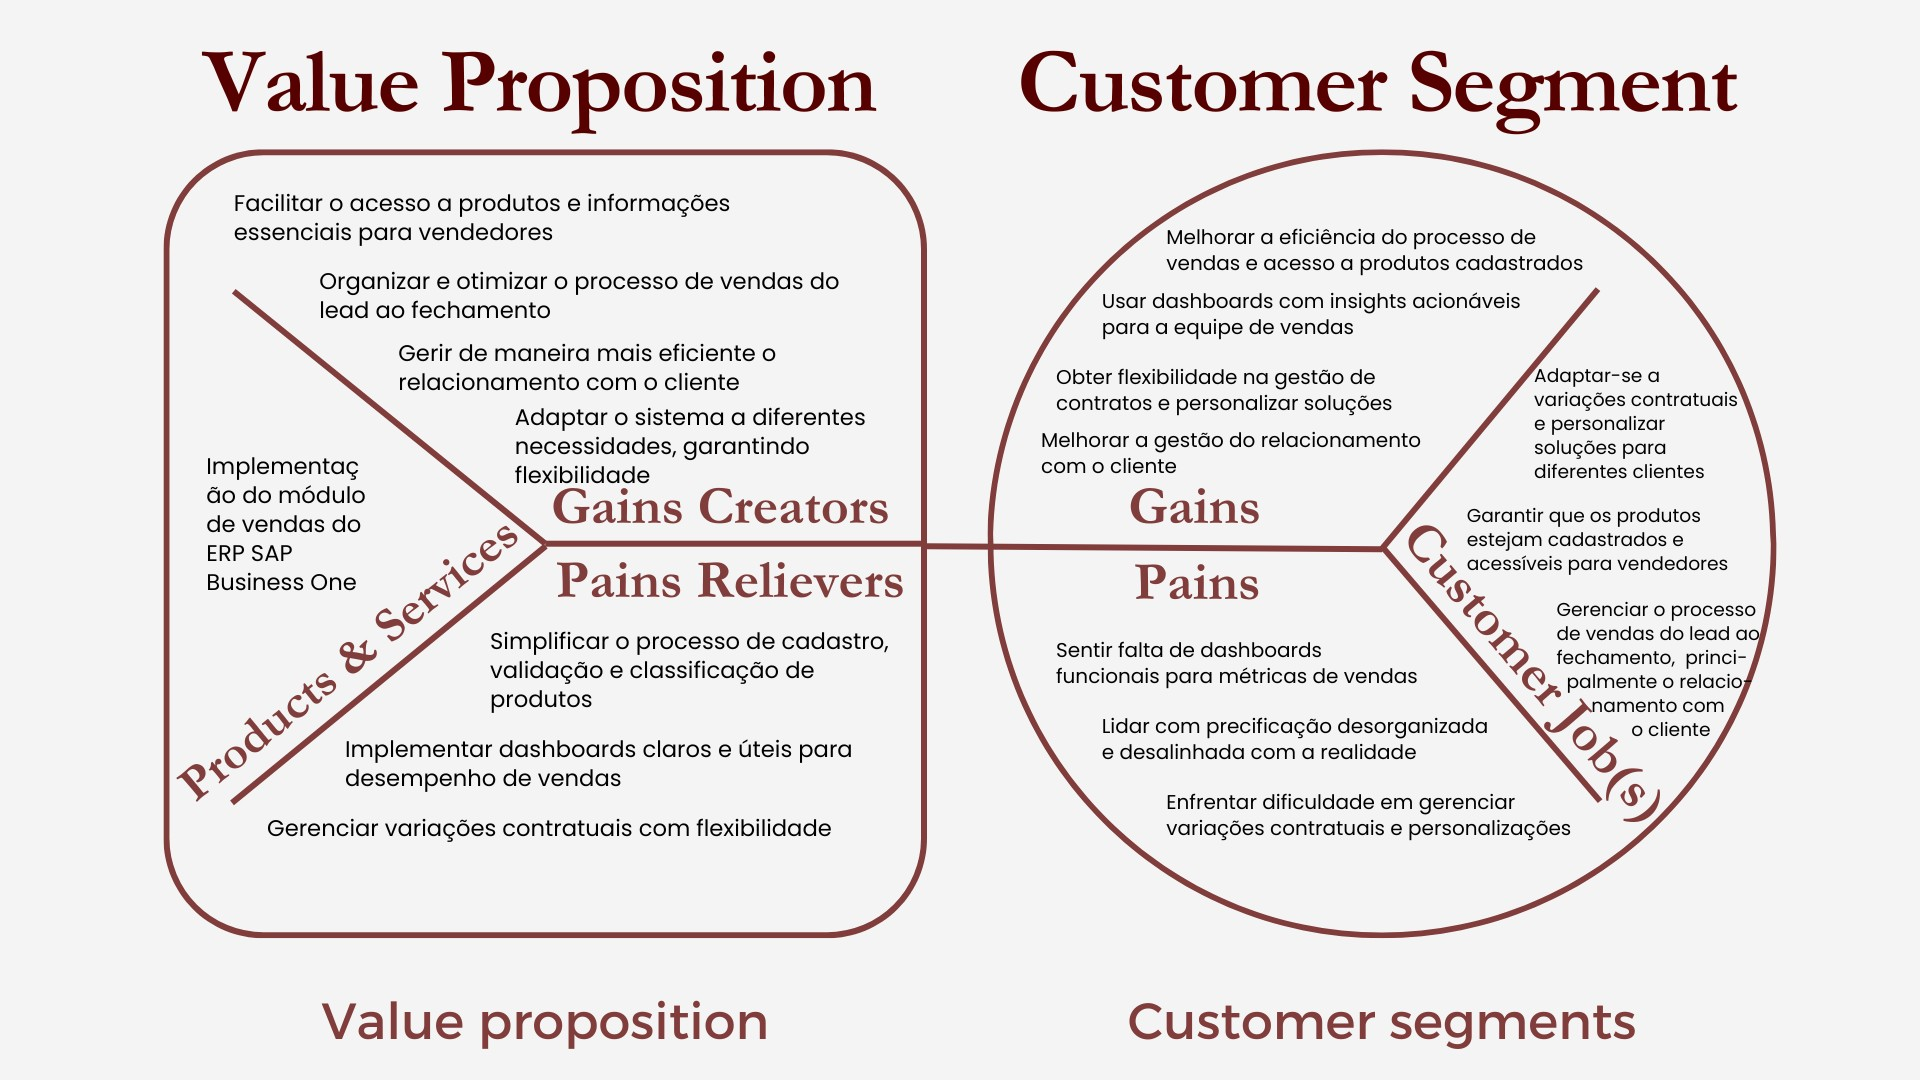 Value Proposition
Customer Segment
Facilitar o acesso a produtos e informações
essenciais para vendedores
Organizar e otimizar o processo de vendas do
lead ao fechamento
Gerir de maneira mais eficiente o
relacionamento com o cliente
Adaptar o sistema a diferentes
necessidades, garantindo
flexibilidade
Gains Creators
Implementaç
ão do módulo
de vendas do
ERP SAP
Business One
Products & Services
Pains Relievers
Simplificar o processo de cadastro,
validação e classificação de
produtos
Implementar dashboards claros e úteis para
desempenho de vendas
Gerenciar variações contratuais com flexibilidade
Melhorar a eficiência do processo de
vendas e acesso a produtos cadastrados
Usar dashboards com insights acionáveis
para a equipe de vendas
Obter flexibilidade na gestão de
contratos e personalizar soluções
Melhorar a gestão do relacionamento
com o cliente
Gains
Pains
Sentir falta de dashboards
funcionais para métricas de vendas
Lidar com precificação desorganizada
e desalinhada com a realidade
Enfrentar dificuldade em gerenciar
variações contratuais e personalizações
Adaptar-se a
variações contratuais
e personalizar
soluções para
diferentes clientes
Garantir que os produtos
estejam cadastrados e
acessíveis para vendedores
Gerenciar o processo
de vendas do lead ao
fechamento, princi-
palmente o relacio-
namento com
o cliente
Customer Job(s)
Value proposition
Customer segments